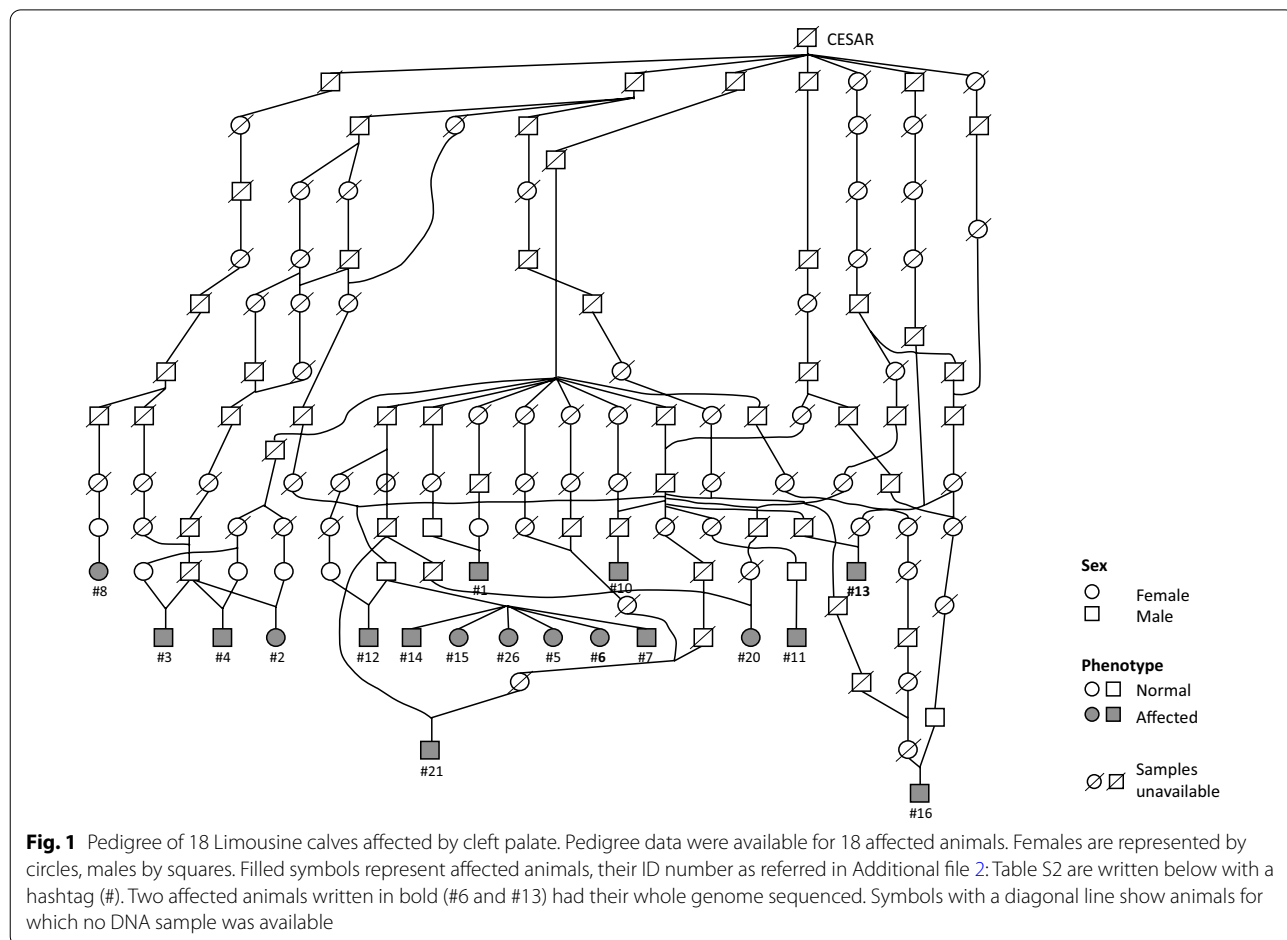 CESAR
#8
#1
#10
#13
#3
#4
#2
#12
#14
#15
#26
#5
#6
#7
#20
#11
#21
#16
Sex
Female
Male
Phenotype
Normal
Affected
Samples
unavailable
Fig. 1 Pedigree of 18 Limousine calves affected by cleft palate. Pedigree data were available for 18 affected animals. Females are represented by
circles, males by squares. Filled symbols represent affected animals, their ID number as referred in Additional file 2: Table S2 are written below with a
hashtag (#). Two affected animals written in bold (#6 and #13) had their whole genome sequenced. Symbols with a diagonal line show animals for
which no DNA sample was available